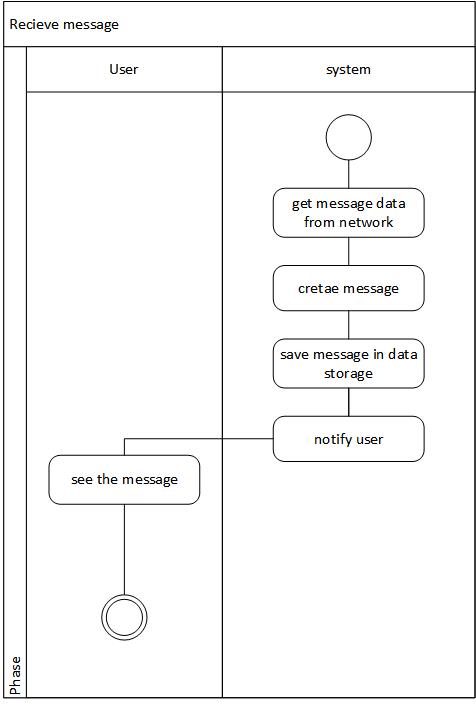 Recieve message
User
system
get message data
from network
cretae message
save message in data
storage
notify user
see the message
Phase